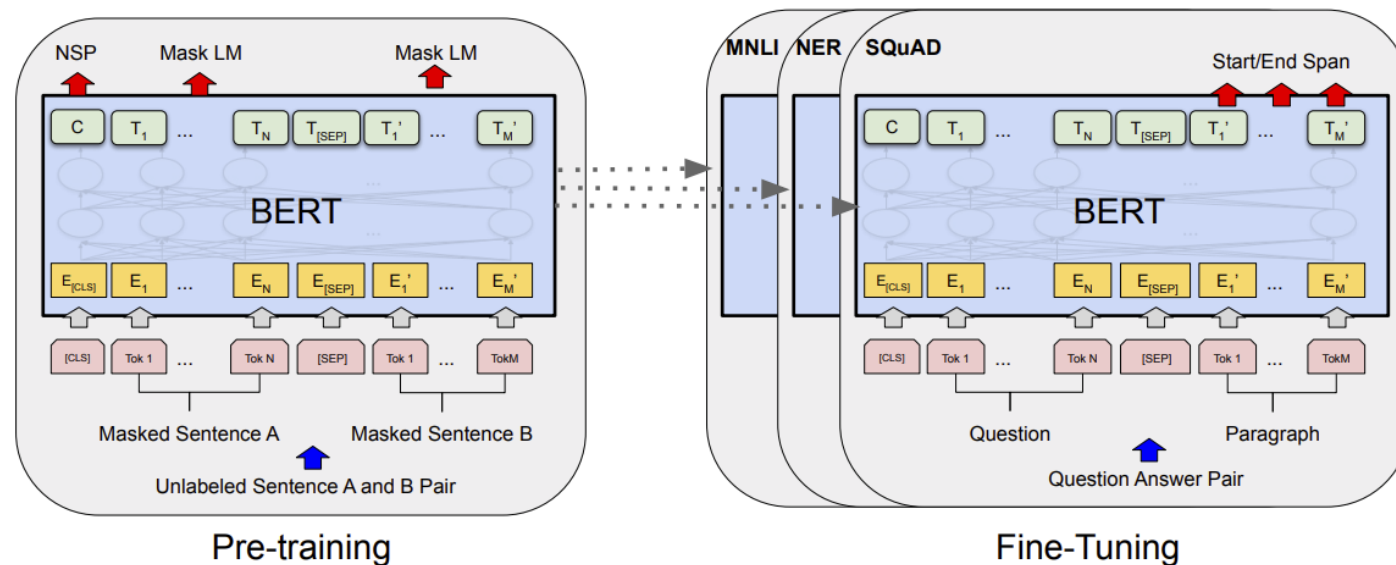 NSP Mask LM Mask LM
C T1 ... TN T[SEP] T1' ... TM'
...
BERT
...
E[CLS] E1 ... EN E[SEP] E1' ... EM'
[CLS] Tok 1 ... Tok N [SEP] Tok 1 ... TokM
Masked Sentence A Masked Sentence B
Unlabeled Sentence A and B Pair
Pre-training
MNLI NER SQuAD
Start/End Span
C T1 ... TN T[SEP] T1' ... TM'
...
BERT
...
E[CLS] E1 ... EN E[SEP] E1' ... EM'
[CLS] Tok 1 ... Tok N [SEP] Tok 1 ... TokM
Question Paragraph
Question Answer Pair
Fine-Tuning